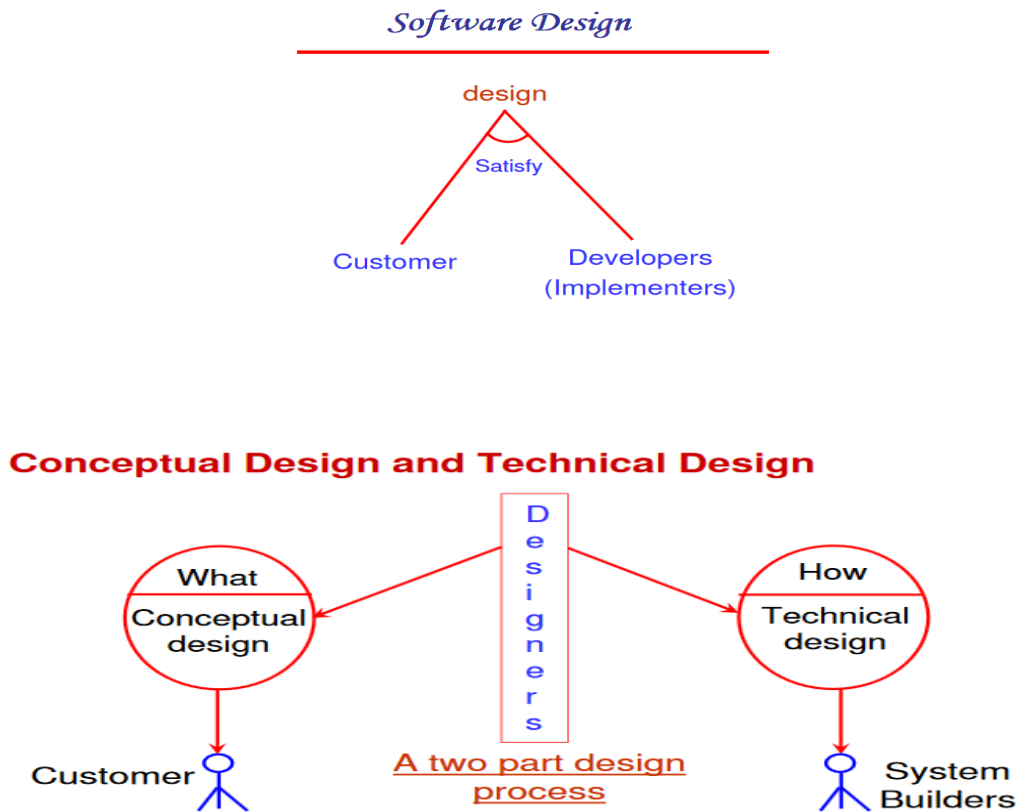 Software Design
design
Satisfy
Customer
Developers
(Implementers)
Conceptual Design and Technical Design
Designers
What
Conceptual
design
How
Technical
design
Customer
A two part design
process
System
Builders